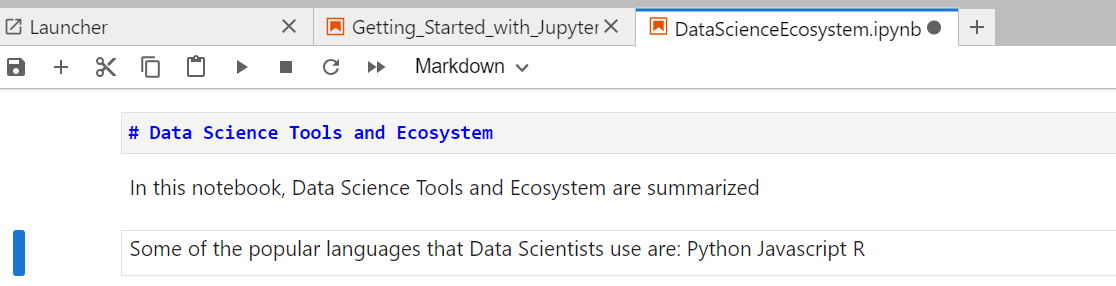 Launcher
Getting_Started_with_Jupyter
DataScienceEcosystem.ipynb
Markdown
# Data Science Tools and Ecosystem
In this notebook, Data Science Tools and Ecosystem are summarized
Some of the popular languages that Data Scientists use are: Python Javascript R